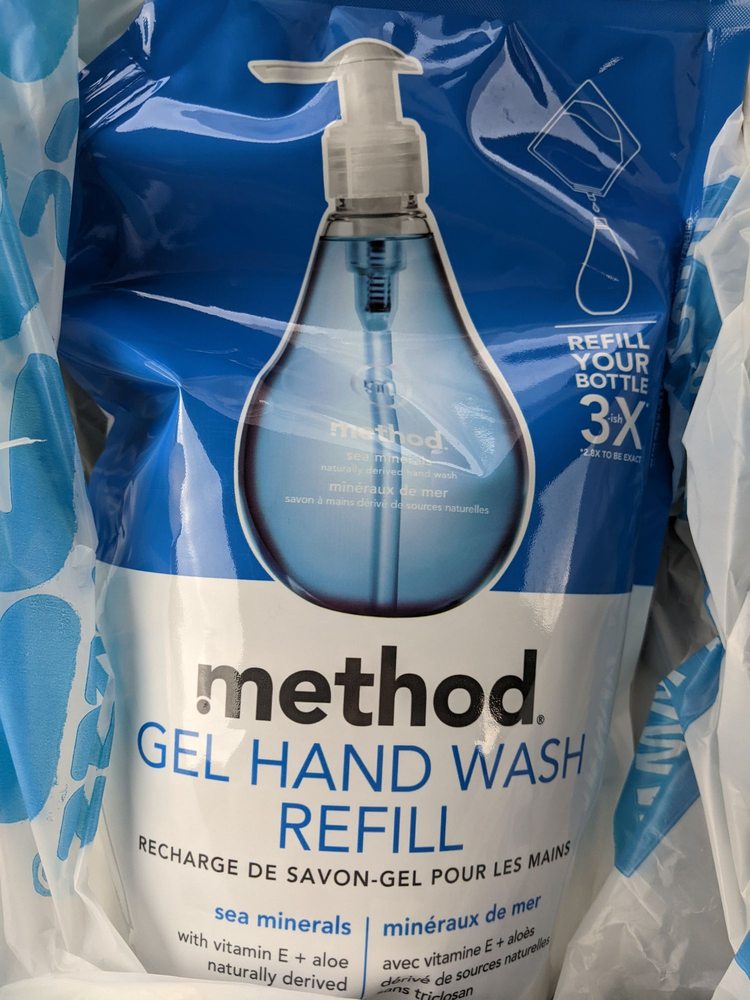 REFILL
YOUR
BOTTLE
3-ishX*
*2.8X TO BE EXACT
method.
sea minerals
naturally derived hand wash
minéraux de mer
savon à mains dérivé de sources naturelles
method®
GEL HAND WASH
REFILL
RECHARGE DE SAVON-GEL POUR LES MAINS
sea minerals
with vitamin E + aloe
naturally derived
minéraux de mer
avec vitamine E + aloès
dérivé de sources naturelles
sans triclosan